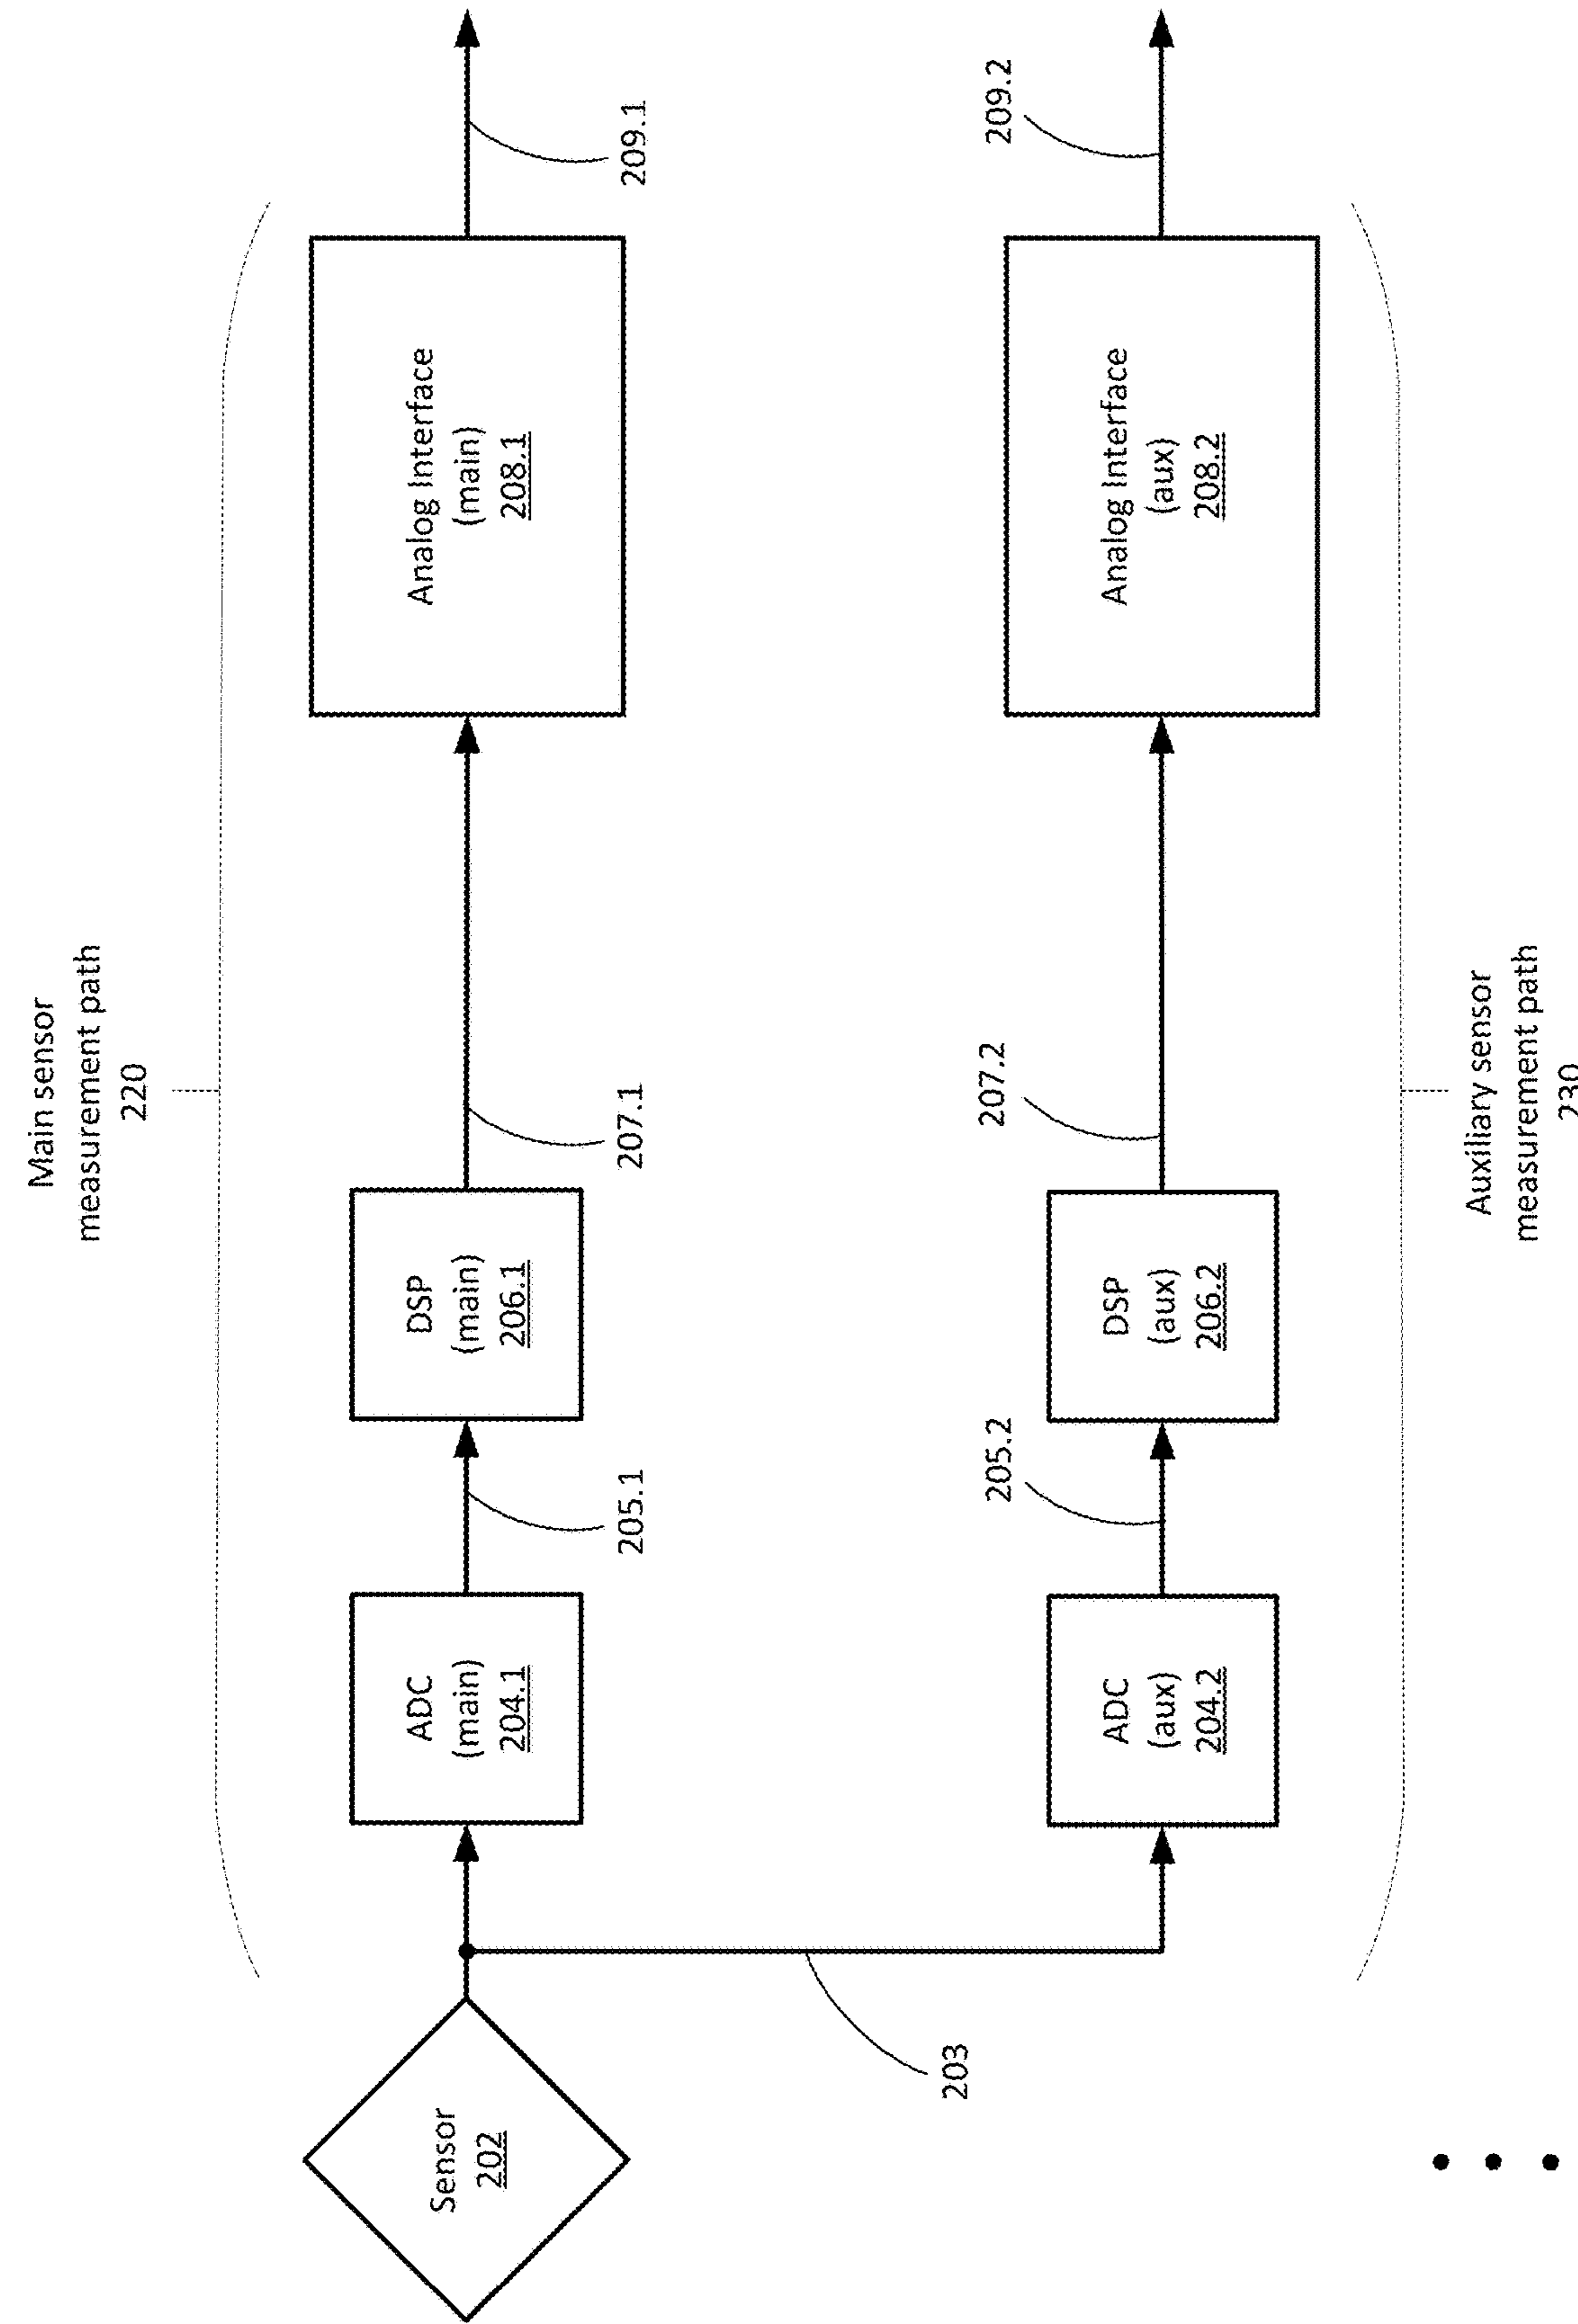 Main sensor
measurement path
220
Sensor
202
ADC
(main)
204.1
205.1
DSP
(main)
206.1
207.1
Analog Interface
(main)
208.1
209.1
203
ADC
(aux)
204.2
205.2
DSP
(aux)
206.2
207.2
Analog Interface
(aux)
208.2
209.2
Auxiliary sensor
measurement path
230